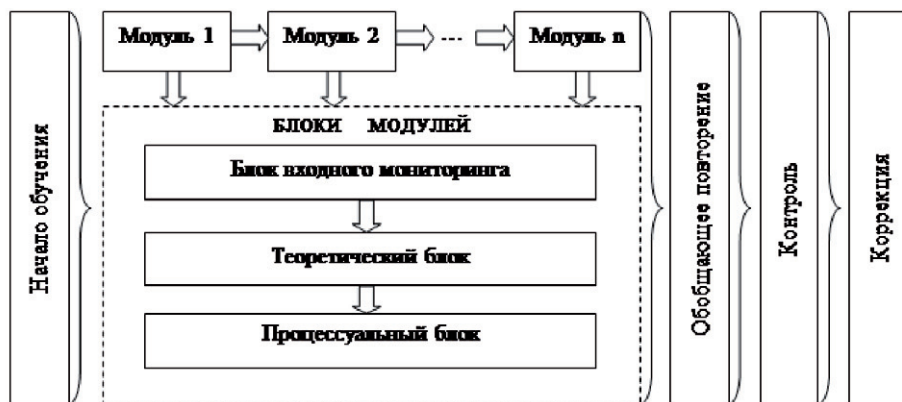 Начало обучения
Модуль 1
Модуль 2
---
Модуль n
БЛОКИ МОДУЛЕЙ
Блок входного мониторинга
Теоретический блок
Процессуальный блок
Обобщающее повторение
Контроль
Коррекция